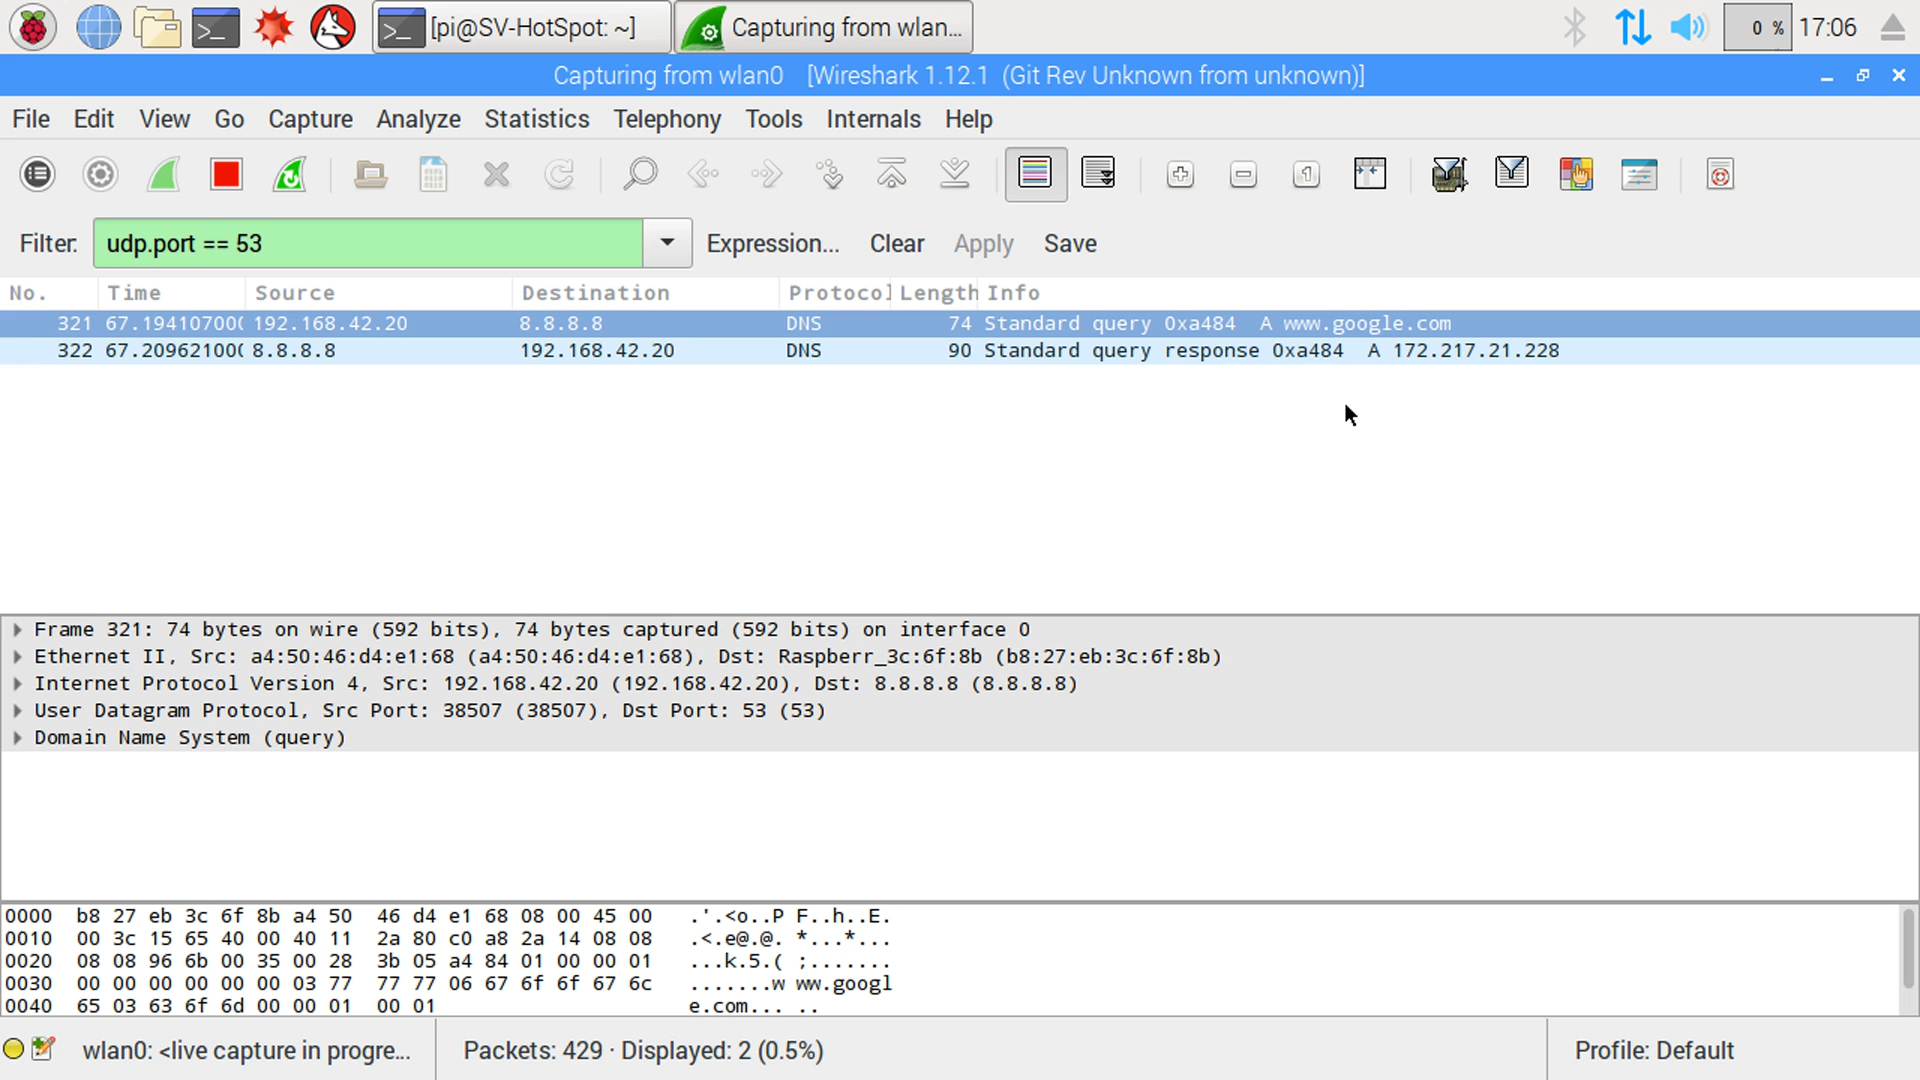 [pi@SV-HotSpot: ~] Capturing from wlan... 0 % 17:06
Capturing from wlan0 [Wireshark 1.12.1 (Git Rev Unknown from unknown)]
File Edit View Go Capture Analyze Statistics Telephony Tools Internals Help
Filter: udp.port == 53 Expression... Clear Apply Save
No. Time Source Destination Protocol Length Info
321 67.194107000 192.168.42.20 8.8.8.8 DNS 74 Standard query 0xa484 A www.google.com
322 67.209621000 8.8.8.8 192.168.42.20 DNS 90 Standard query response 0xa484 A 172.217.21.228
Frame 321: 74 bytes on wire (592 bits), 74 bytes captured (592 bits) on interface 0
Ethernet II, Src: a4:50:46:d4:e1:68 (a4:50:46:d4:e1:68), Dst: Raspberr_3c:6f:8b (b8:27:eb:3c:6f:8b)
Internet Protocol Version 4, Src: 192.168.42.20 (192.168.42.20), Dst: 8.8.8.8 (8.8.8.8)
User Datagram Protocol, Src Port: 38507 (38507), Dst Port: 53 (53)
Domain Name System (query)
0000 b8 27 eb 3c 6f 8b a4 50 46 d4 e1 68 08 00 45 00 .'.<o..P F..h..E.
0010 00 3c 15 65 40 00 40 11 2a 80 c0 a8 2a 14 08 08 .<.e@.@. *...*...
0020 08 08 96 6b 00 35 00 28 3b 05 a4 84 01 00 00 01 ...k.5.( ;.......
0030 00 00 00 00 00 00 03 77 77 77 06 67 6f 6f 67 6c .......w ww.googl
0040 65 03 63 6f 6d 00 00 01 00 01 e.com... ..
wlan0: <live capture in progre... Packets: 429 · Displayed: 2 (0.5%) Profile: Default